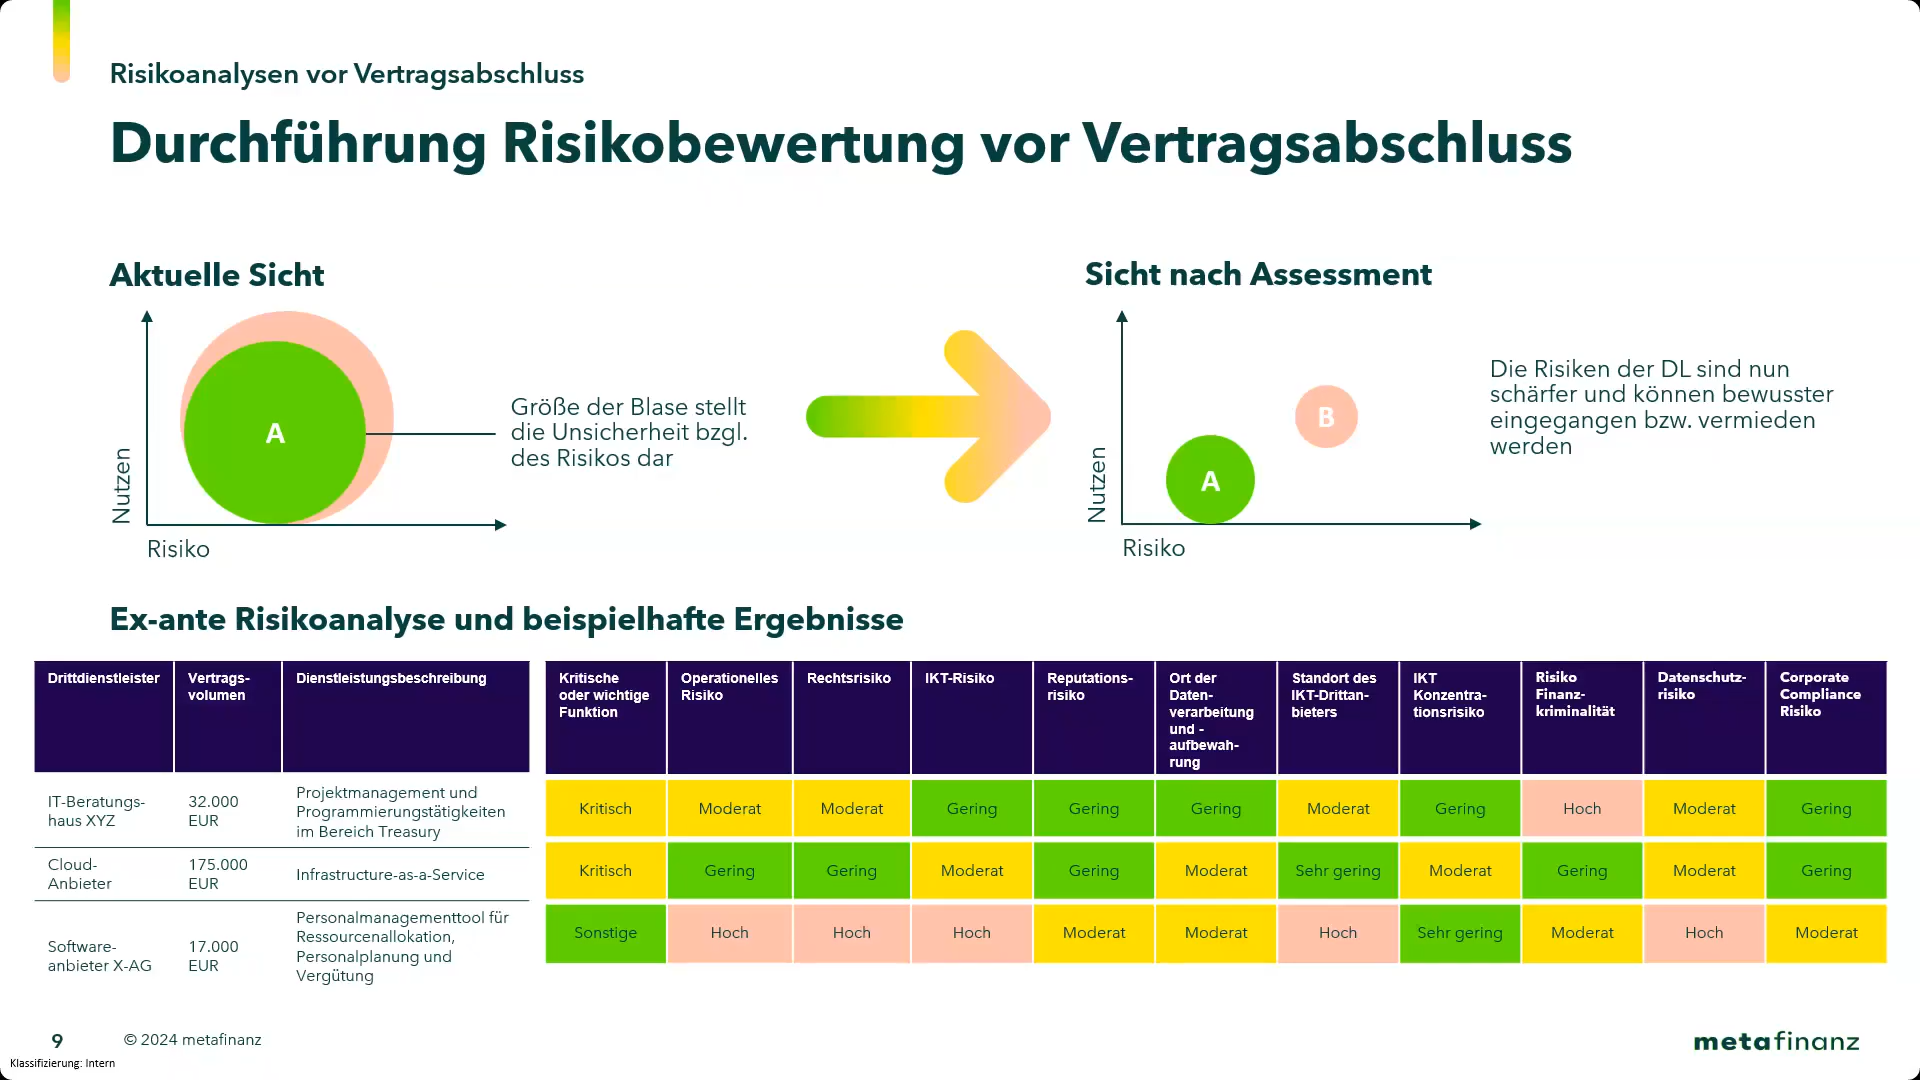 Risikoanalysen vor Vertragsabschluss
Durchführung Risikobewertung vor Vertragsabschluss
Aktuelle Sicht
Nutzen
A
Risiko
Größe der Blase stellt
die Unsicherheit bzgl.
des Risikos dar
Sicht nach Assessment
Nutzen
A
B
Risiko
Die Risiken der DL sind nun
schärfer und können bewusster
eingegangen bzw. vermieden
werden
Ex-ante Risikoanalyse und beispielhafte Ergebnisse
Drittdienstleister
Vertrags-
volumen
Dienstleistungsbeschreibung
Kritische
oder wichtige
Funktion
Operationelles
Risiko
Rechtsrisiko
IKT-Risiko
Reputations-
risiko
Ort der
Daten-
verarbeitung
und -
aufbewah-
rung
Standort des
IKT-Drittan-
bieters
IKT
Konzentra-
tionsrisiko
Risiko
Finanz-
kriminalität
Datenschutz-
risiko
Corporate
Compliance
Risiko
IT-Beratungs-
haus XYZ
32.000
EUR
Projektmanagement und
Programmierungstätigkeiten
im Bereich Treasury
Kritisch
Moderat
Moderat
Gering
Gering
Gering
Moderat
Gering
Hoch
Moderat
Gering
Cloud-
Anbieter
175.000
EUR
Infrastructure-as-a-Service
Kritisch
Gering
Gering
Moderat
Gering
Moderat
Sehr gering
Moderat
Gering
Moderat
Gering
Software-
anbieter X-AG
17.000
EUR
Personalmanagementtool für
Ressourcenallokation,
Personalplanung und
Vergütung
Sonstige
Hoch
Hoch
Hoch
Moderat
Moderat
Hoch
Sehr gering
Moderat
Hoch
Moderat
9
© 2024 metafinanz
Klassifizierung: Intern
metafinanz